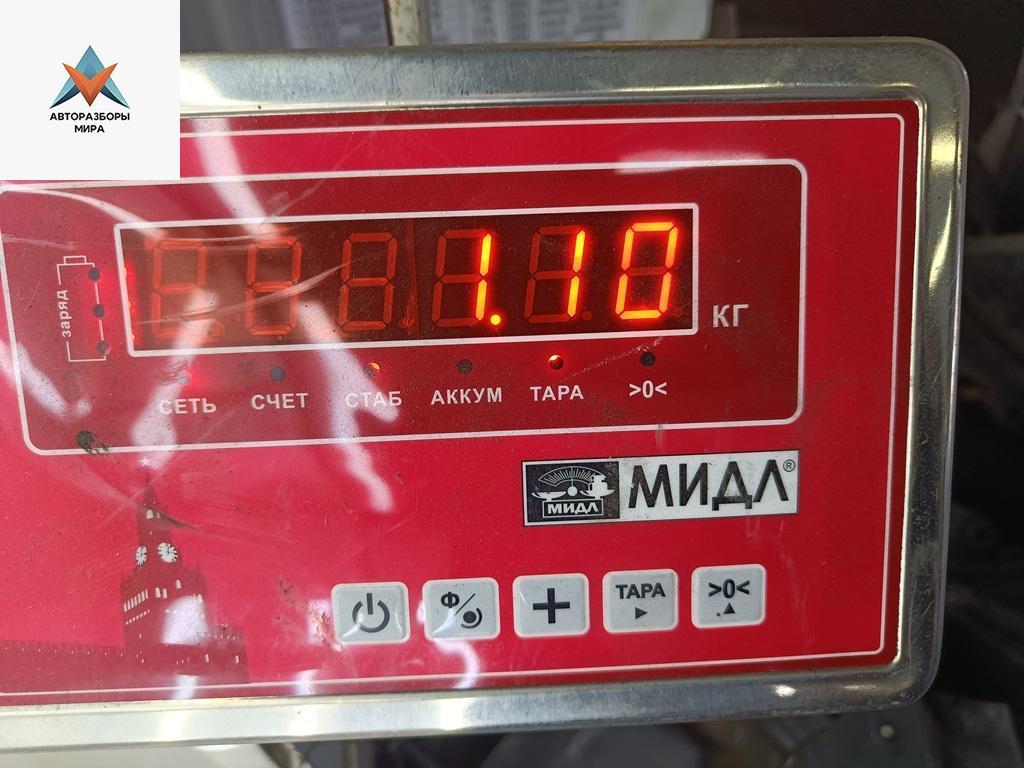 АВТОРАЗБОРЫ
МИРА
1.10
КГ
заряд
СЕТЬ СЧЕТ СТАБ АККУМ ТАРА >0<
МИДЛ МИДЛ®
Ф ТАРА >0<